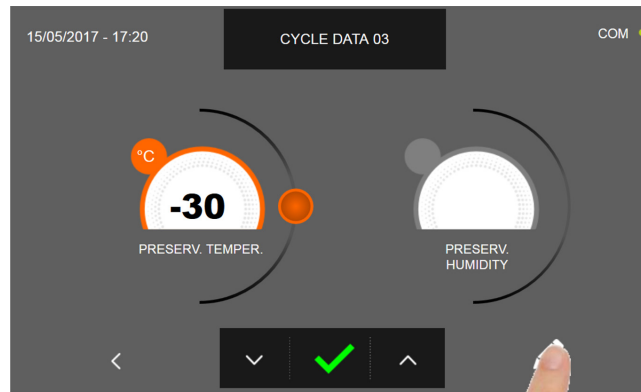 15/05/2017 - 17:20
CYCLE DATA 03
COM
°C
-30
PRESERV. TEMPER.
PRESERV.
HUMIDITY